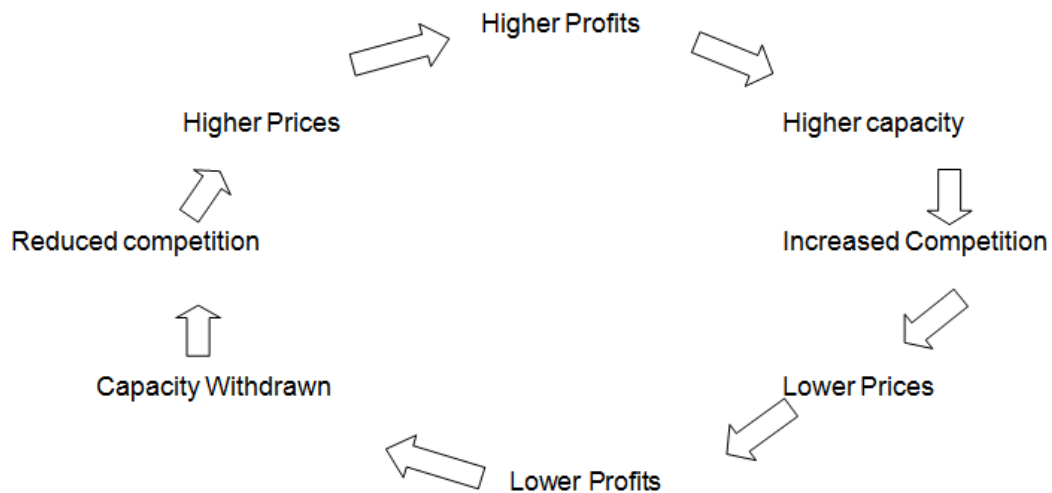 Higher Profits
Higher Prices
Higher capacity
Reduced competition
Increased Competition
Capacity Withdrawn
Lower Prices
Lower Profits